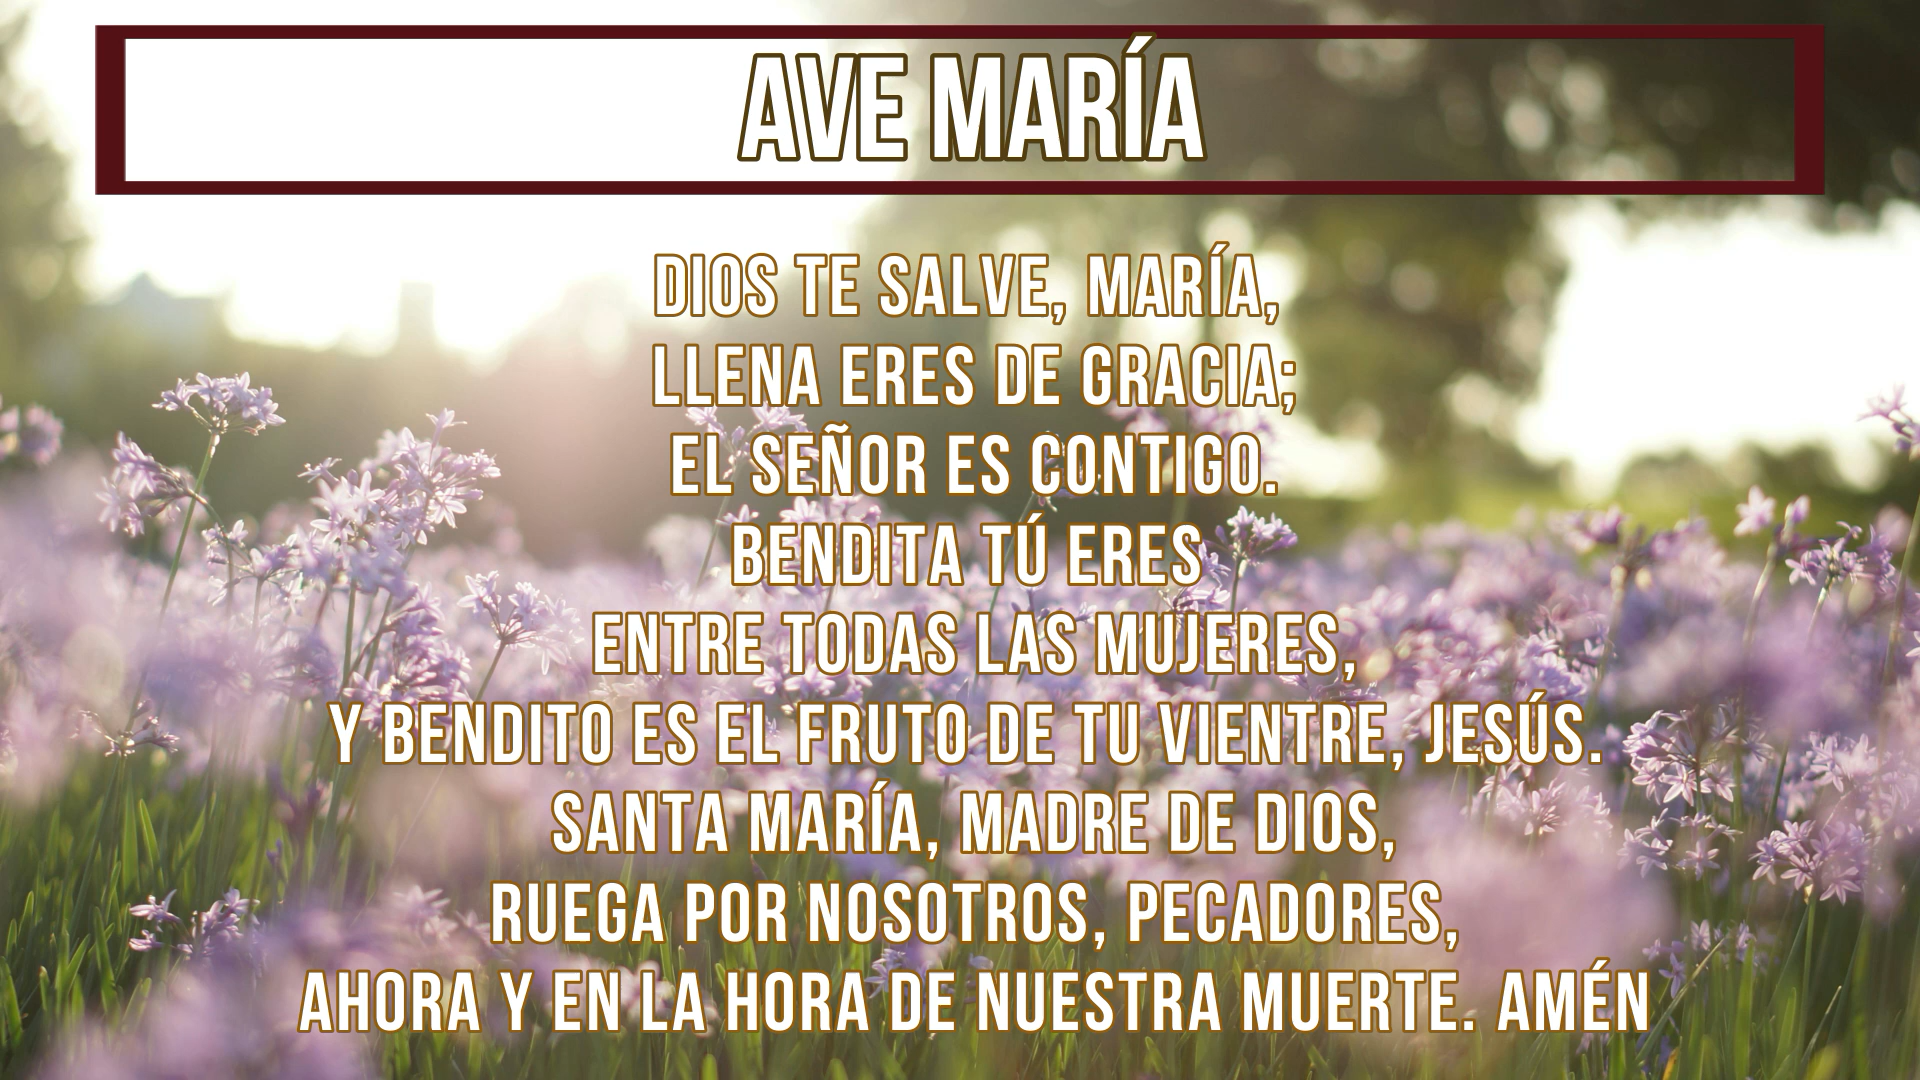 AVE MARÍA
DIOS TE SALVE, MARÍA,
LLENA ERES DE GRACIA;
EL SEÑOR ES CONTIGO.
BENDITA TÚ ERES
ENTRE TODAS LAS MUJERES,
Y BENDITO ES EL FRUTO DE TU VIENTRE, JESÚS.
SANTA MARÍA, MADRE DE DIOS,
RUEGA POR NOSOTROS, PECADORES,
AHORA Y EN LA HORA DE NUESTRA MUERTE. AMÉN